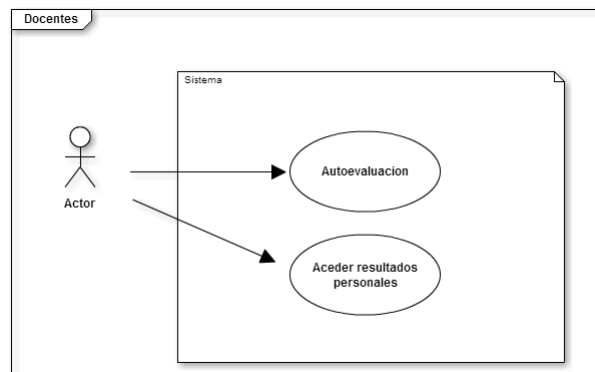 Docentes
Sistema
Autoevaluacion
Actor
Aceder resultados
personales